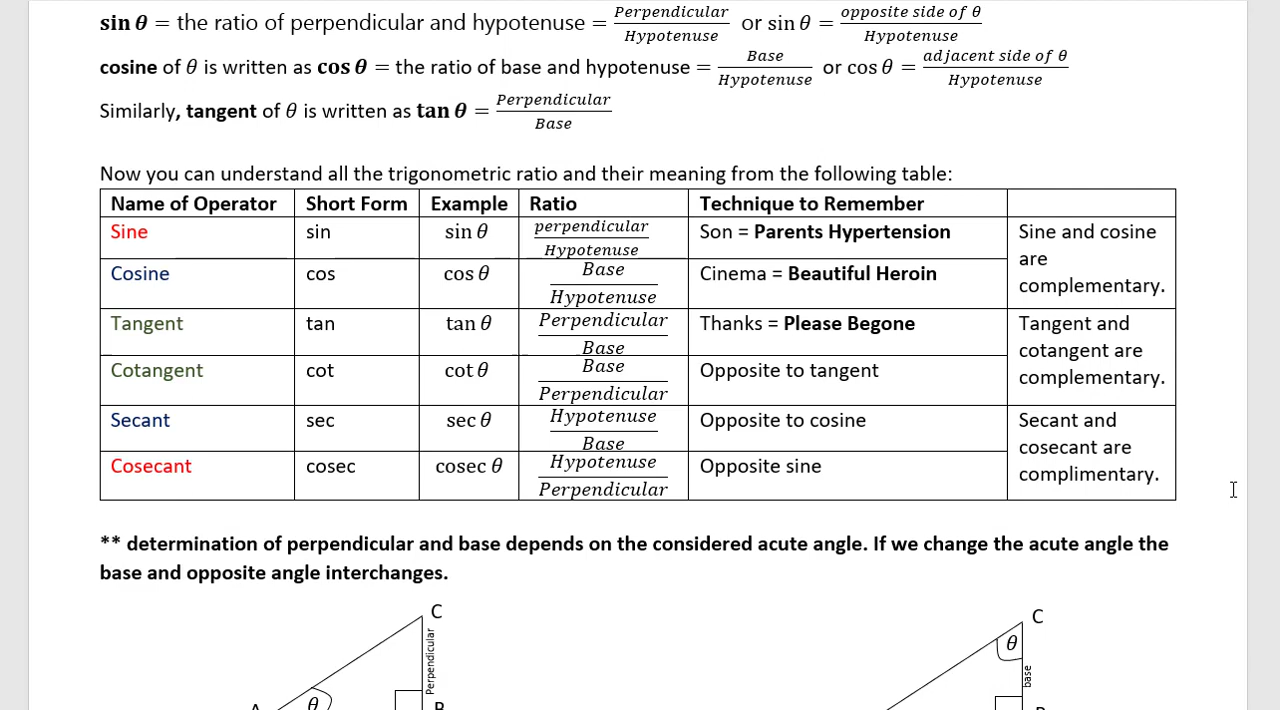 sin θ = the ratio of perpendicular and hypotenuse = Perpendicular/Hypotenuse or sin θ = opposite side of θ/Hypotenuse
cosine of θ is written as cos θ = the ratio of base and hypotenuse = Base/Hypotenuse or cos θ = adjacent side of θ/Hypotenuse
Similarly, tangent of θ is written as tan θ = Perpendicular/Base
Now you can understand all the trigonometric ratio and their meaning from the following table:
Name of Operator Short Form Example Ratio Technique to Remember
Sine sin sin θ perpendicular/Hypotenuse Son = Parents Hypertension Sine and cosine
are
complementary.
Cosine cos cos θ Base/Hypotenuse Cinema = Beautiful Heroin
Tangent tan tan θ Perpendicular/Base Thanks = Please Begone Tangent and
cotangent are
complementary.
Cotangent cot cot θ Base/Perpendicular Opposite to tangent
Secant sec sec θ Hypotenuse/Base Opposite to cosine Secant and
cosecant are
complimentary.
Cosecant cosec cosec θ Hypotenuse/Perpendicular Opposite sine
** determination of perpendicular and base depends on the considered acute angle. If we change the acute angle the
base and opposite angle interchanges.
C
Perpendicular
θ
C
θ
base